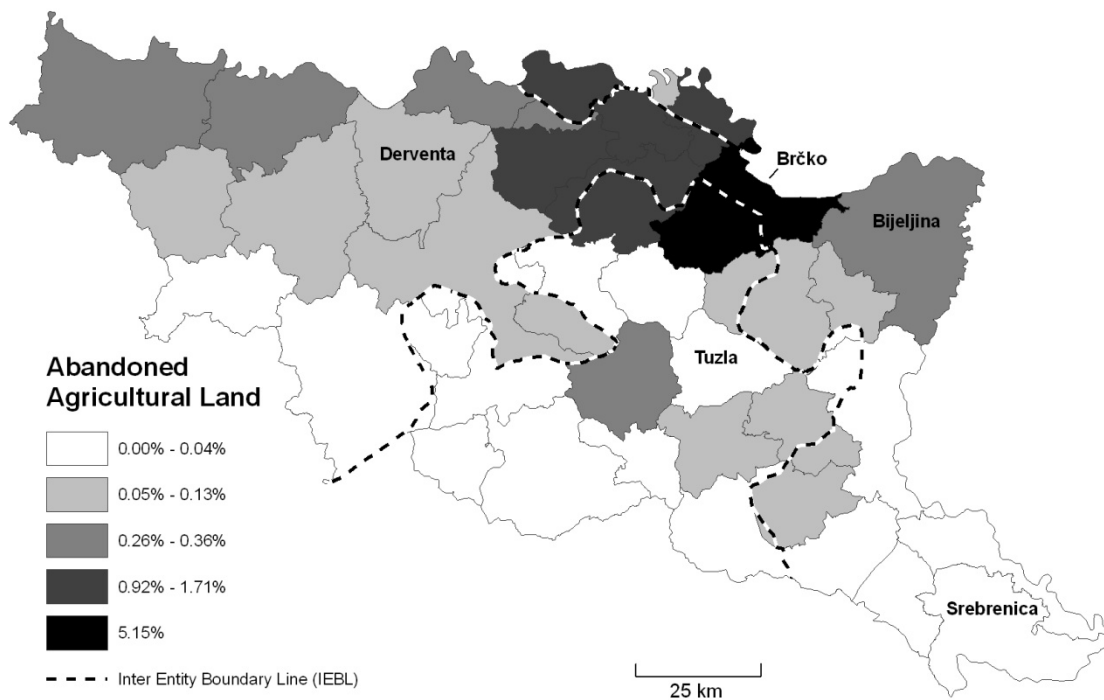 Derventa
Brčko
Bijeljina
Tuzla
Srebrenica
Abandoned
Agricultural Land
0.00% - 0.04%
0.05% - 0.13%
0.26% - 0.36%
0.92% - 1.71%
5.15%
Inter Entity Boundary Line (IEBL)
25 km